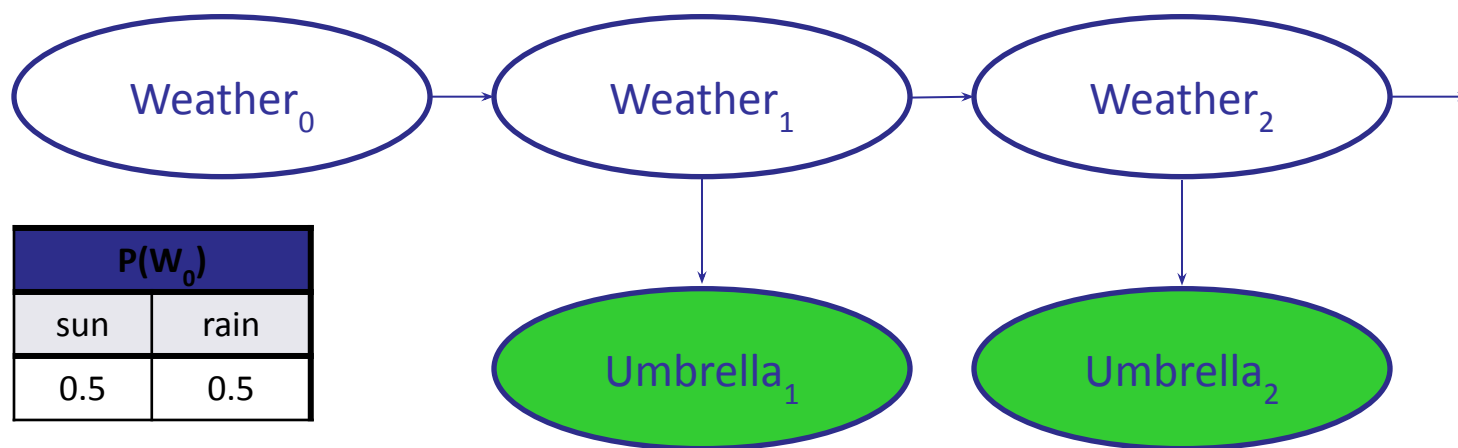 Weather₀ Weather₁ Weather₂
P(W₀)
sun rain
0.5 0.5
Umbrella₁ Umbrella₂